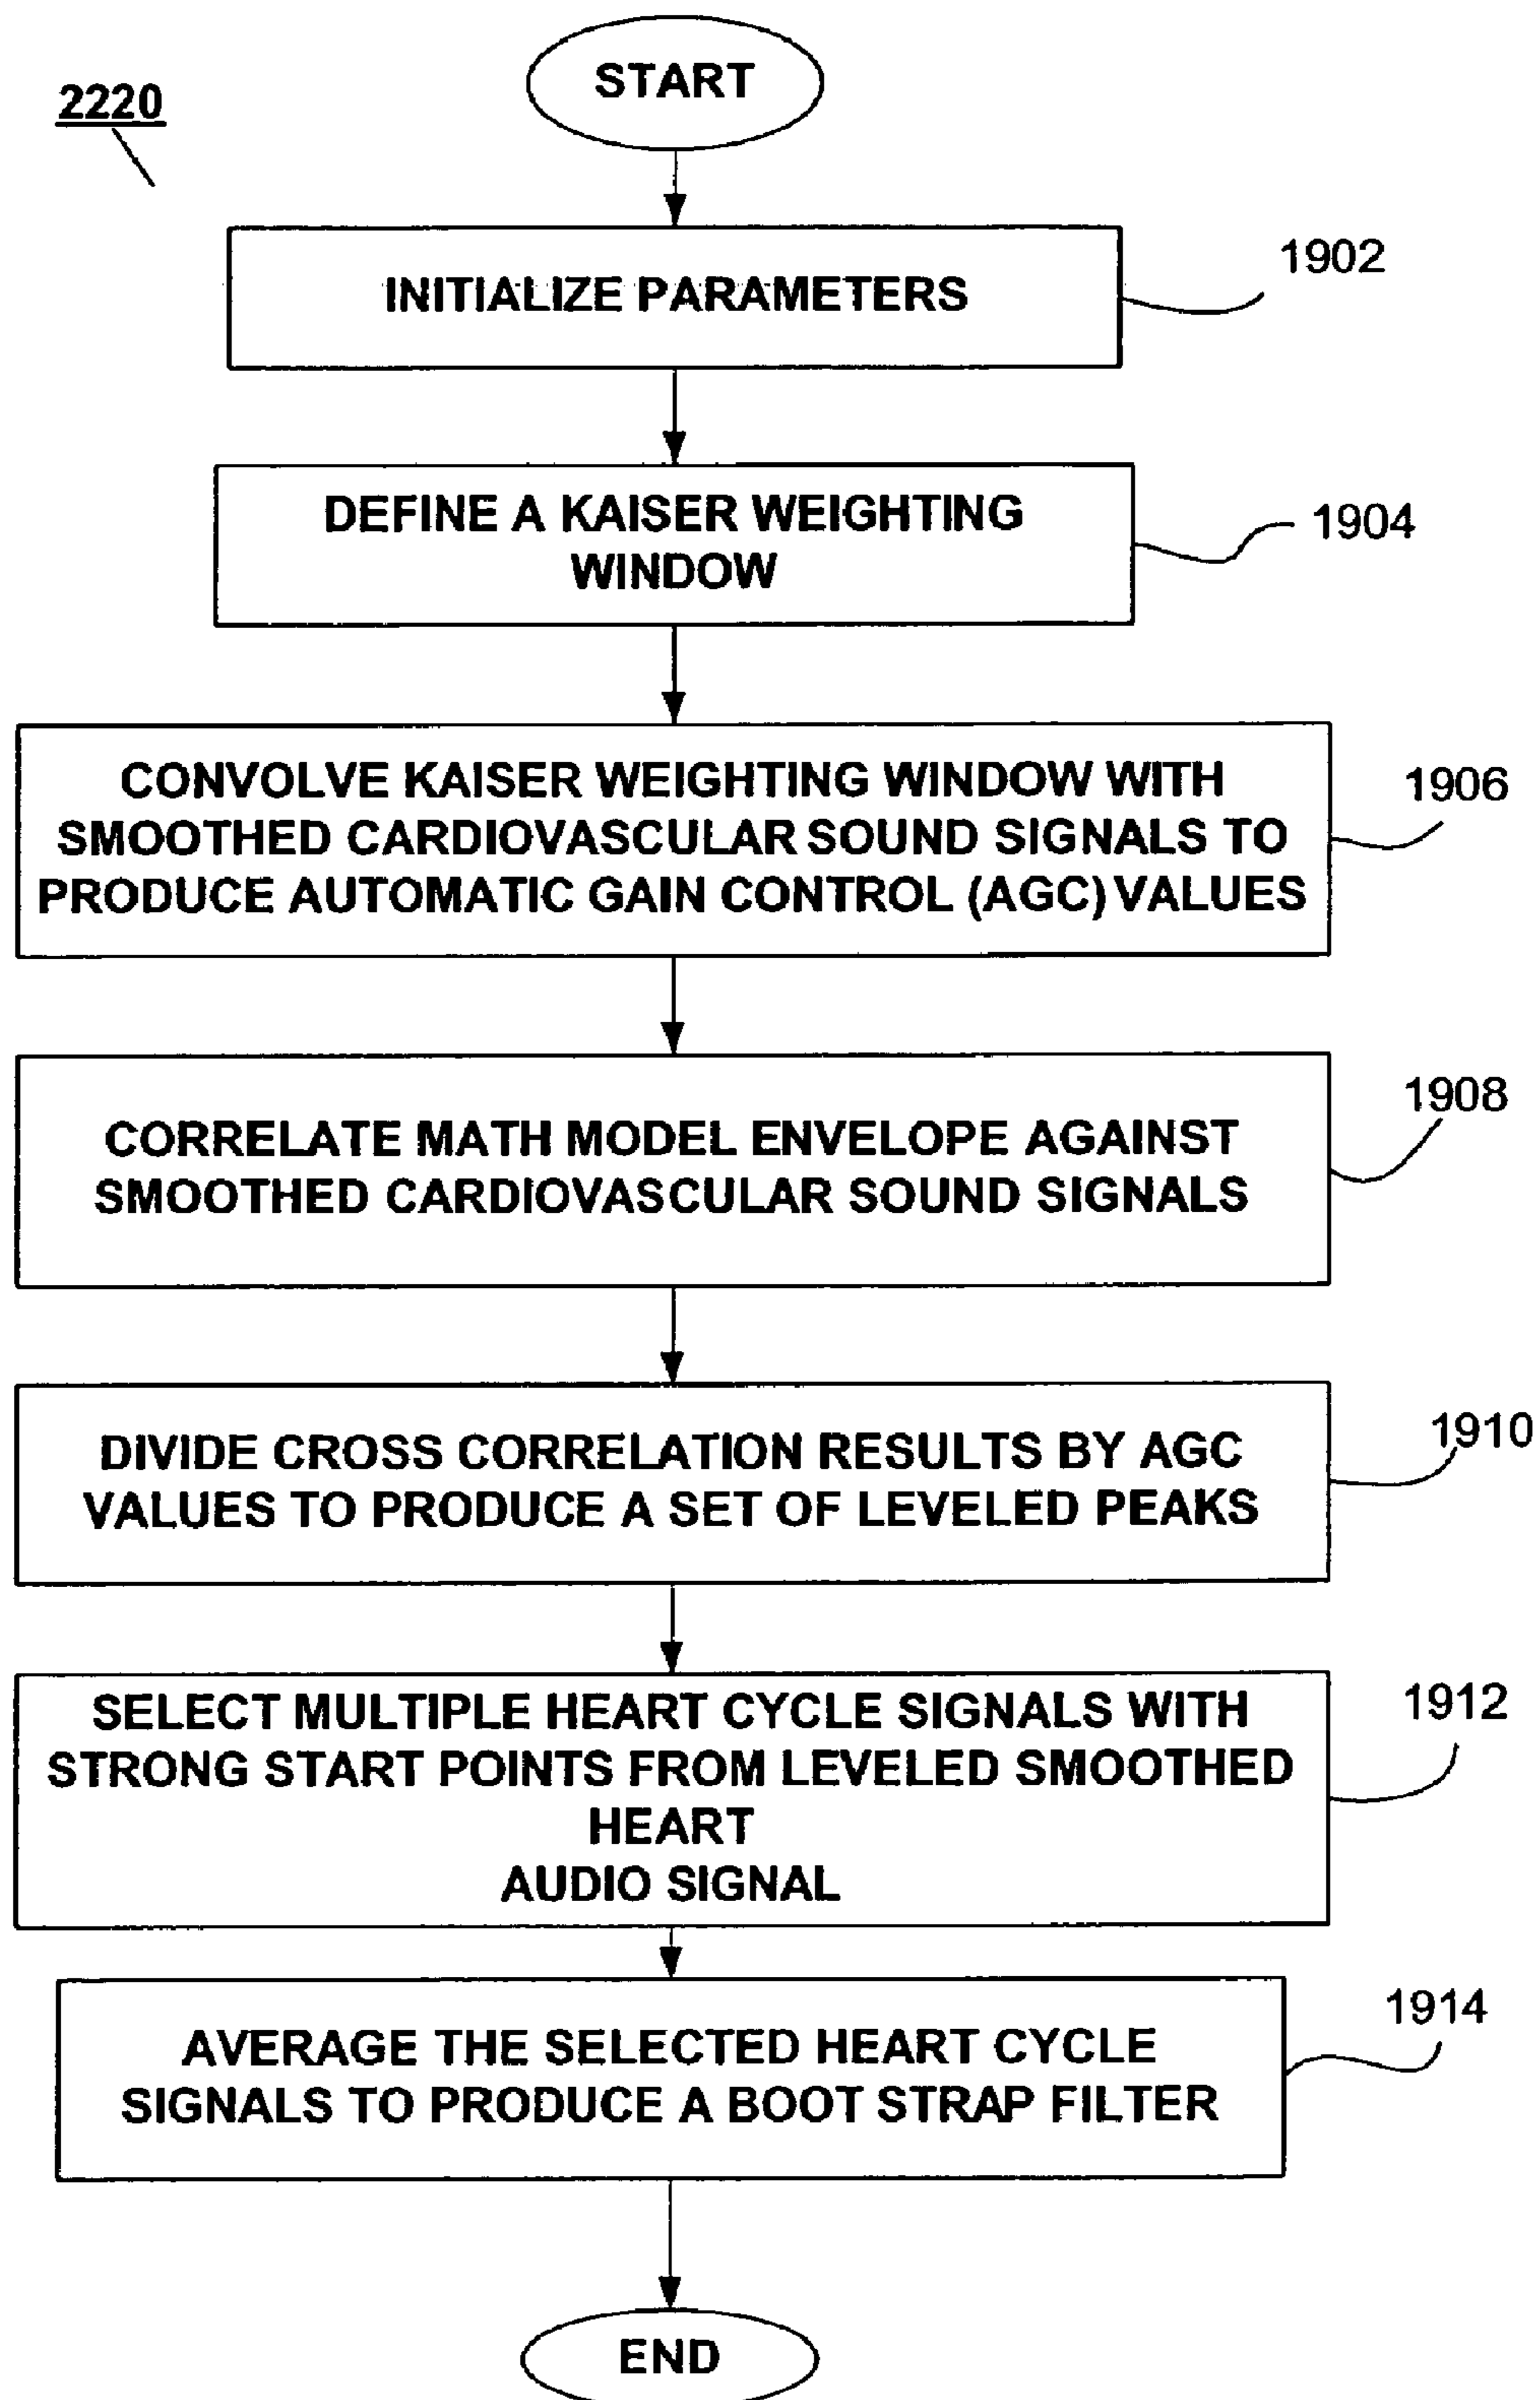 START
2220
INITIALIZE PARAMETERS
1902
DEFINE A KAISER WEIGHTING
WINDOW
1904
CONVOLVE KAISER WEIGHTING WINDOW WITH
SMOOTHED CARDIOVASCULAR SOUND SIGNALS TO
PRODUCE AUTOMATIC GAIN CONTROL (AGC) VALUES
1906
CORRELATE MATH MODEL ENVELOPE AGAINST
SMOOTHED CARDIOVASCULAR SOUND SIGNALS
1908
DIVIDE CROSS CORRELATION RESULTS BY AGC
VALUES TO PRODUCE A SET OF LEVELED PEAKS
1910
SELECT MULTIPLE HEART CYCLE SIGNALS WITH
STRONG START POINTS FROM LEVELED SMOOTHED
HEART
AUDIO SIGNAL
1912
AVERAGE THE SELECTED HEART CYCLE
SIGNALS TO PRODUCE A BOOT STRAP FILTER
1914
END